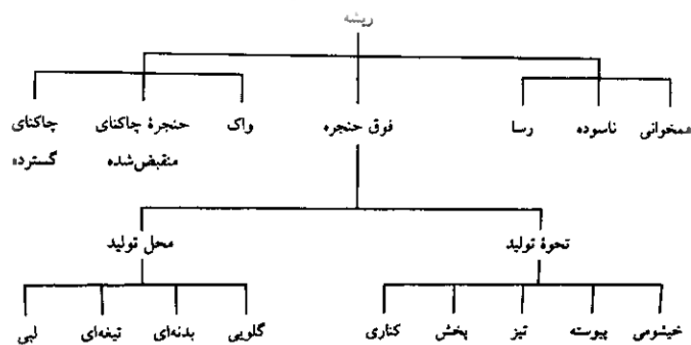 ریشه
همخوانی
ناسوده
رسا
فوق حنجره
واک
حنجرهٔ چاکنای
منقبض‌شده
چاکنای
گسترده
نحوهٔ تولید
محل تولید
خیشومی
پیوسته
تیز
پخش
کناری
گلویی
بدنه‌ای
تیغه‌ای
لبی